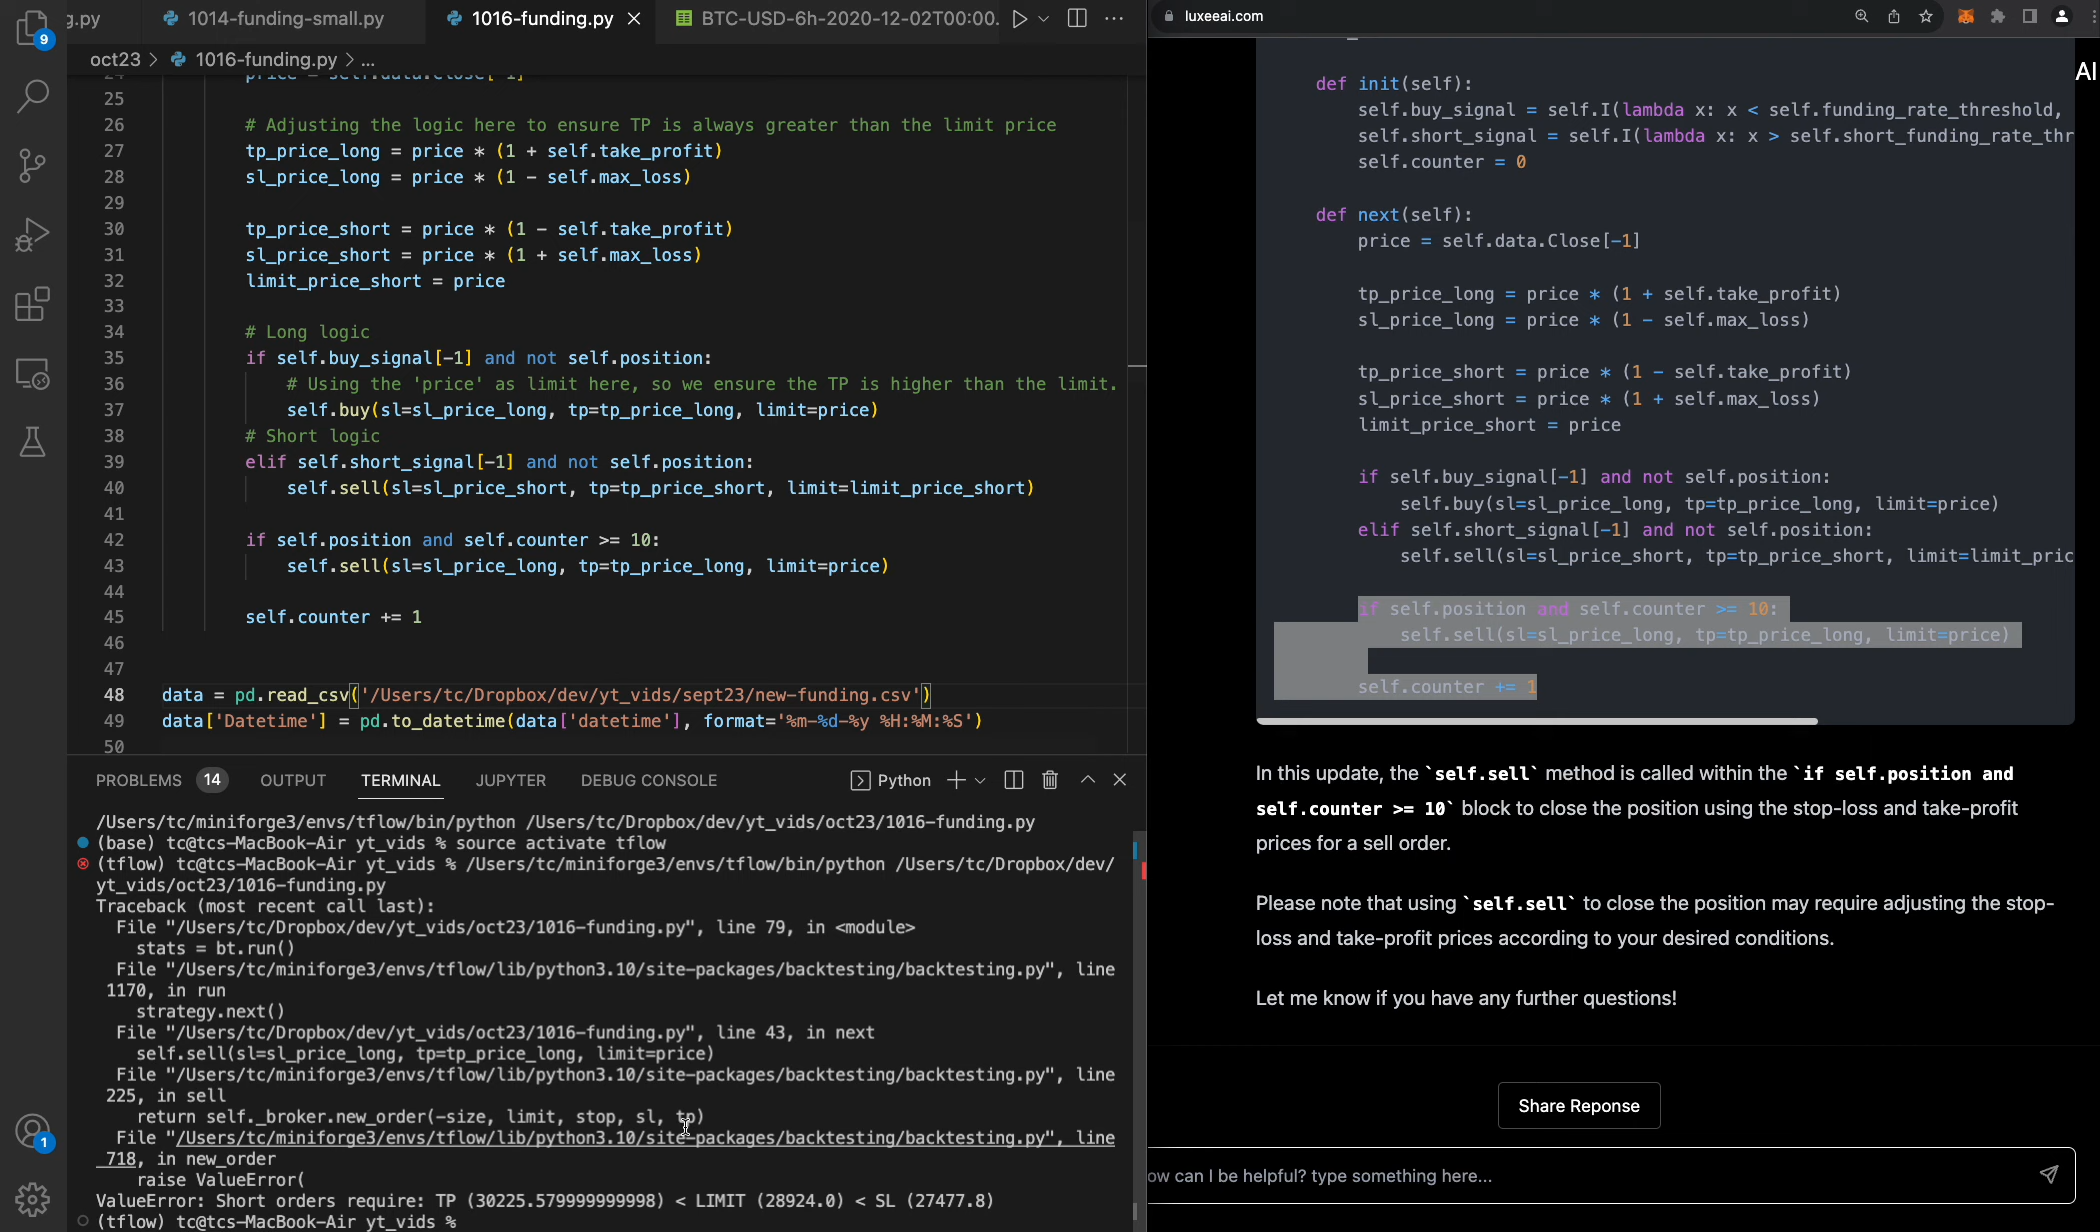 g.py 1014-funding-small.py 1016-funding.py BTC-USD-6h-2020-12-02T00:00.
9
oct23 > 1016-funding.py > ...
25
26 # Adjusting the logic here to ensure TP is always greater than the limit price
27 tp_price_long = price * (1 + self.take_profit)
28 sl_price_long = price * (1 - self.max_loss)
29
30 tp_price_short = price * (1 - self.take_profit)
31 sl_price_short = price * (1 + self.max_loss)
32 limit_price_short = price
33
34 # Long logic
35 if self.buy_signal[-1] and not self.position:
36 # Using the 'price' as limit here, so we ensure the TP is higher than the limit.
37 self.buy(sl=sl_price_long, tp=tp_price_long, limit=price)
38 # Short logic
39 elif self.short_signal[-1] and not self.position:
40 self.sell(sl=sl_price_short, tp=tp_price_short, limit=limit_price_short)
41
42 if self.position and self.counter >= 10:
43 self.sell(sl=sl_price_long, tp=tp_price_long, limit=price)
44
45 self.counter += 1
46
47
48 data = pd.read_csv('/Users/tc/Dropbox/dev/yt_vids/sept23/new-funding.csv')
49 data['Datetime'] = pd.to_datetime(data['datetime'], format='%m-%d-%y %H:%M:%S')
50
PROBLEMS 14 OUTPUT TERMINAL JUPYTER DEBUG CONSOLE Python
/Users/tc/miniforge3/envs/tflow/bin/python /Users/tc/Dropbox/dev/yt_vids/oct23/1016-funding.py
(base) tc@tcs-MacBook-Air yt_vids % source activate tflow
(tflow) tc@tcs-MacBook-Air yt_vids % /Users/tc/miniforge3/envs/tflow/bin/python /Users/tc/Dropbox/dev/
yt_vids/oct23/1016-funding.py
Traceback (most recent call last):
File "/Users/tc/Dropbox/dev/yt_vids/oct23/1016-funding.py", line 79, in <module>
stats = bt.run()
File "/Users/tc/miniforge3/envs/tflow/lib/python3.10/site-packages/backtesting/backtesting.py", line
1170, in run
strategy.next()
File "/Users/tc/Dropbox/dev/yt_vids/oct23/1016-funding.py", line 43, in next
self.sell(sl=sl_price_long, tp=tp_price_long, limit=price)
File "/Users/tc/miniforge3/envs/tflow/lib/python3.10/site-packages/backtesting/backtesting.py", line
225, in sell
return self._broker.new_order(-size, limit, stop, sl, tp)
File "/Users/tc/miniforge3/envs/tflow/lib/python3.10/site-packages/backtesting/backtesting.py", line
718, in new_order
raise ValueError(
ValueError: Short orders require: TP (30225.579999999998) < LIMIT (28924.0) < SL (27477.8)
(tflow) tc@tcs-MacBook-Air yt_vids %
1
luxeeai.com
AI
def init(self):
self.buy_signal = self.I(lambda x: x < self.funding_rate_threshold,
self.short_signal = self.I(lambda x: x > self.short_funding_rate_thr
self.counter = 0
def next(self):
price = self.data.Close[-1]
tp_price_long = price * (1 + self.take_profit)
sl_price_long = price * (1 - self.max_loss)
tp_price_short = price * (1 - self.take_profit)
sl_price_short = price * (1 + self.max_loss)
limit_price_short = price
if self.buy_signal[-1] and not self.position:
self.buy(sl=sl_price_long, tp=tp_price_long, limit=price)
elif self.short_signal[-1] and not self.position:
self.sell(sl=sl_price_short, tp=tp_price_short, limit=limit_pric
if self.position and self.counter >= 10:
self.sell(sl=sl_price_long, tp=tp_price_long, limit=price)
self.counter += 1
In this update, the `self.sell` method is called within the `if self.position and
self.counter >= 10` block to close the position using the stop-loss and take-profit
prices for a sell order.
Please note that using `self.sell` to close the position may require adjusting the stop-
loss and take-profit prices according to your desired conditions.
Let me know if you have any further questions!
Share Reponse
ow can I be helpful? type something here...